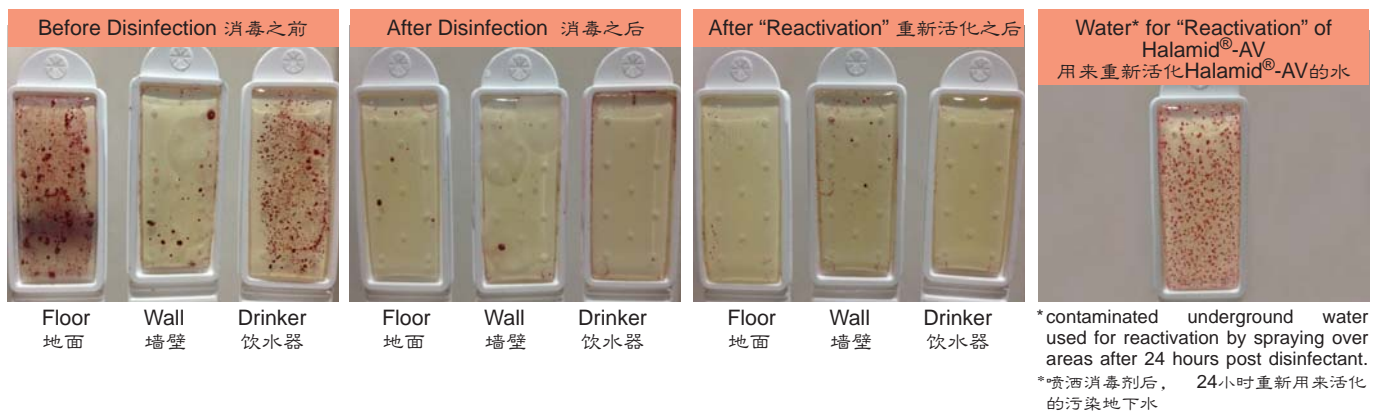 Before Disinfection 消毒之前
After Disinfection 消毒之后
After “Reactivation” 重新活化之后
Water* for “Reactivation” of
Halamid®-AV
用来重新活化Halamid®-AV的水
Floor
Wall
Drinker
地面
墙壁
饮水器
Floor
Wall
Drinker
地面
墙壁
饮水器
Floor
Wall
Drinker
地面
墙壁
饮水器
*contaminated underground water
used for reactivation by spraying over
areas after 24 hours post disinfectant.
*喷洒消毒剂后， 24小时重新用来活化
的污染地下水